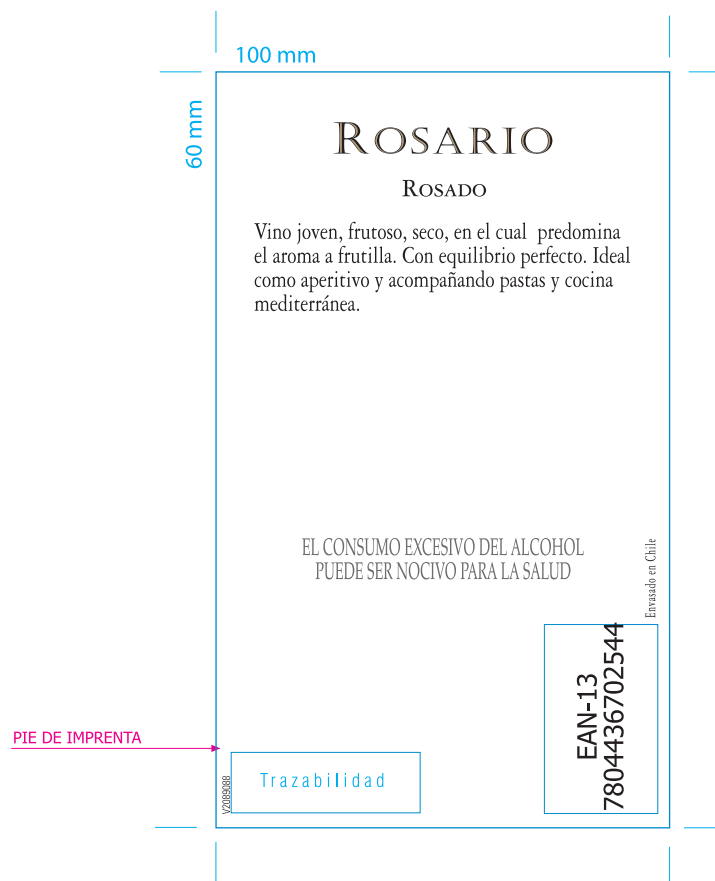 100 mm
60 mm
ROSARIO
ROSADO
Vino joven, frutoso, seco, en el cual predomina
el aroma a frutilla. Con equilibrio perfecto. Ideal
como aperitivo y acompañando pastas y cocina
mediterránea.
EL CONSUMO EXCESIVO DEL ALCOHOL
PUEDE SER NOCIVO PARA LA SALUD
Envasado en Chile
EAN-13
7804436702544
PIE DE IMPRENTA
Trazabilidad
V2089088